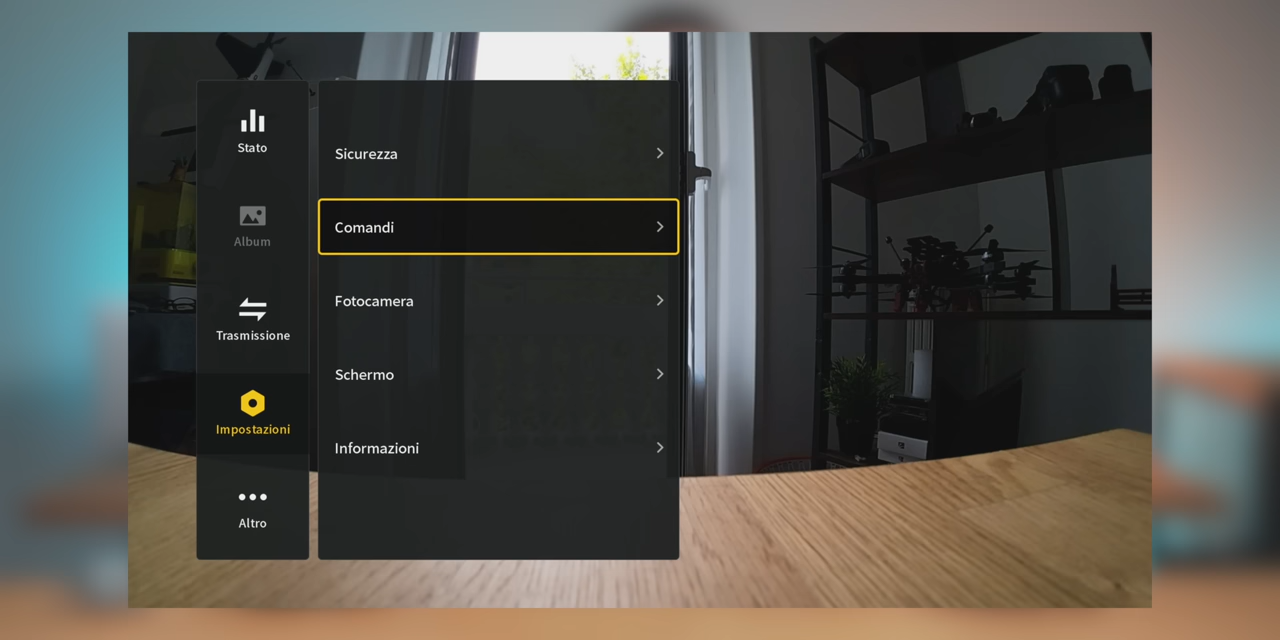 Stato
Album
Trasmissione
Impostazioni
Altro
Sicurezza
Comandi
Fotocamera
Schermo
Informazioni